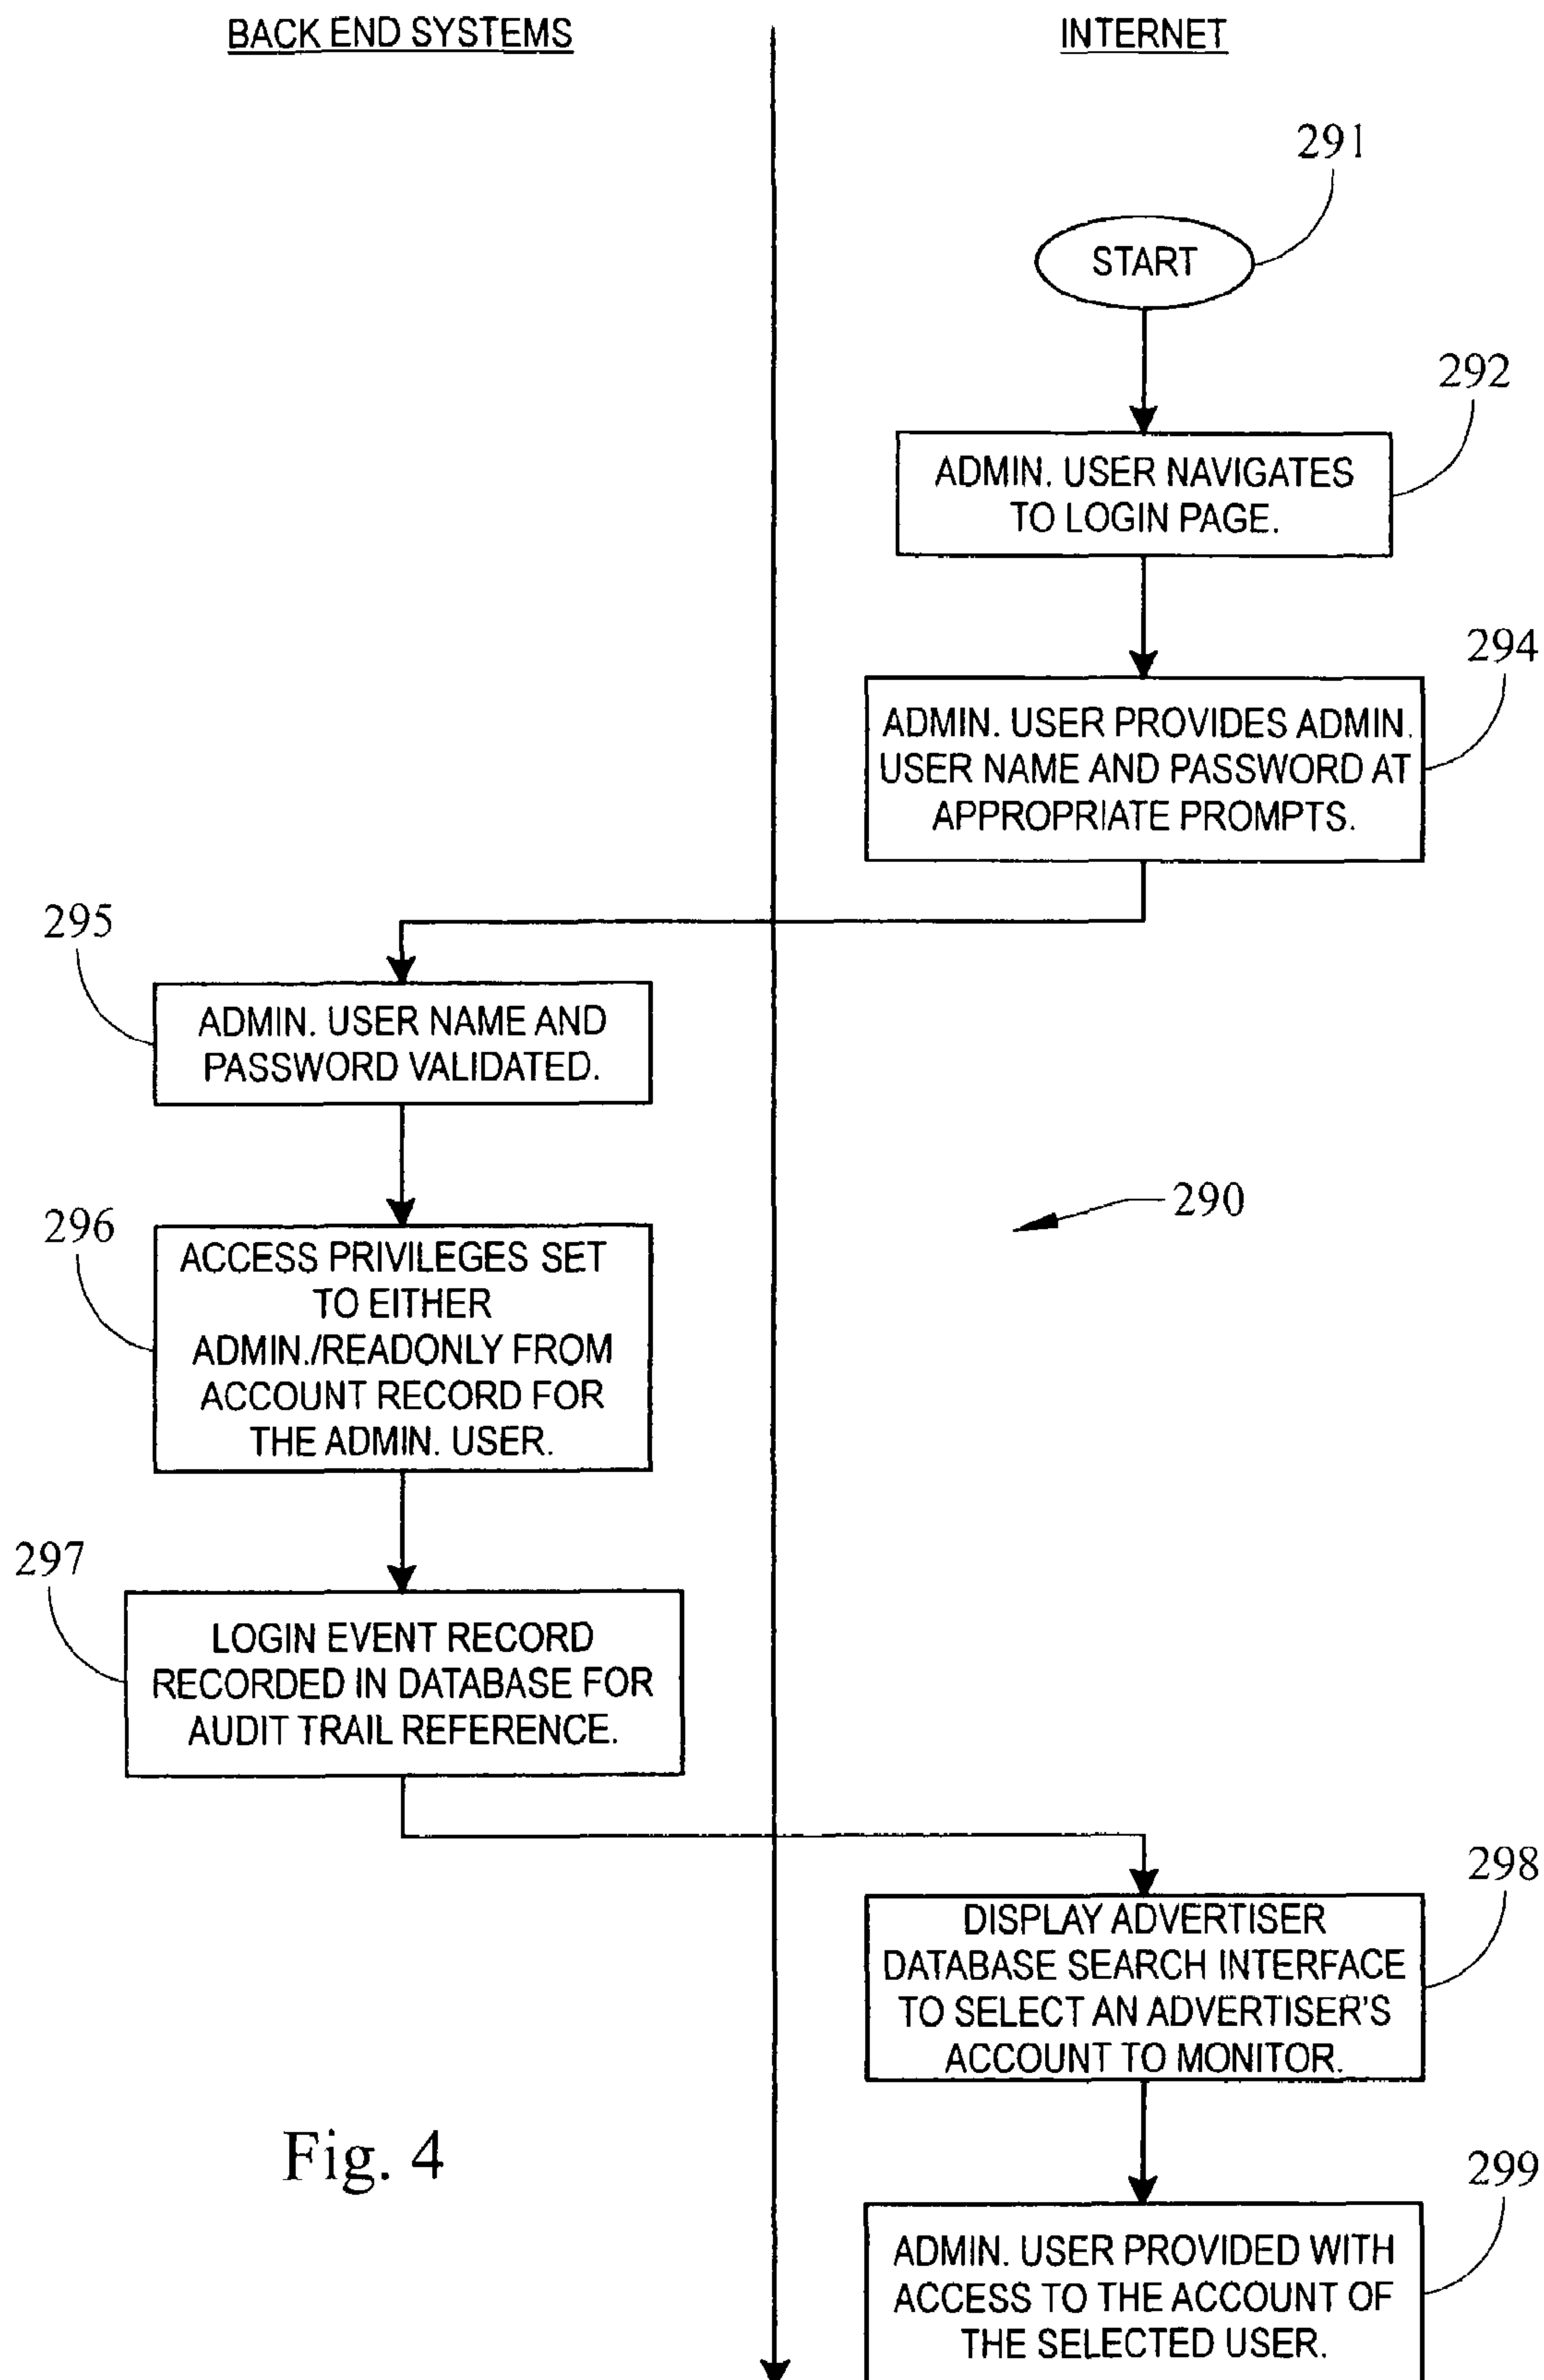 BACK END SYSTEMS
INTERNET
291
START
292
ADMIN. USER NAVIGATES
TO LOGIN PAGE.
294
ADMIN. USER PROVIDES ADMIN.
USER NAME AND PASSWORD AT
APPROPRIATE PROMPTS.
295
ADMIN. USER NAME AND
PASSWORD VALIDATED.
290
296
ACCESS PRIVILEGES SET
TO EITHER
ADMIN./READONLY FROM
ACCOUNT RECORD FOR
THE ADMIN. USER.
297
LOGIN EVENT RECORD
RECORDED IN DATABASE FOR
AUDIT TRAIL REFERENCE.
298
DISPLAY ADVERTISER
DATABASE SEARCH INTERFACE
TO SELECT AN ADVERTISER'S
ACCOUNT TO MONITOR.
Fig. 4
299
ADMIN. USER PROVIDED WITH
ACCESS TO THE ACCOUNT OF
THE SELECTED USER.